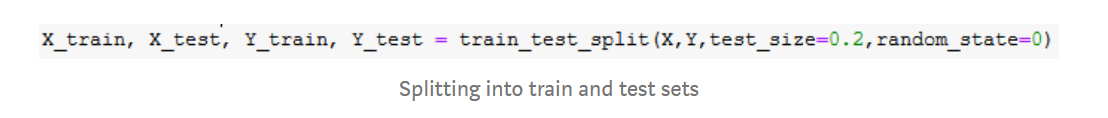 X_train, X_test, Y_train, Y_test = train_test_split(X,Y,test_size=0.2,random_state=0)
Splitting into train and test sets